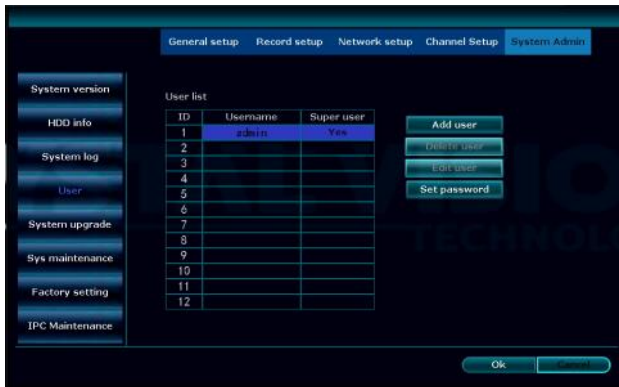 General setup Record setup Network setup Channel Setup System Admin
System version
HDD info
System log
User
System upgrade
Sys maintenance
Factory setting
IPC Maintenance
User list
ID Username Super user
1 admin Yes
2
3
4
5
6
7
8
9
10
11
12
Add user
Delete user
Edit user
Set password
Ok Cancel